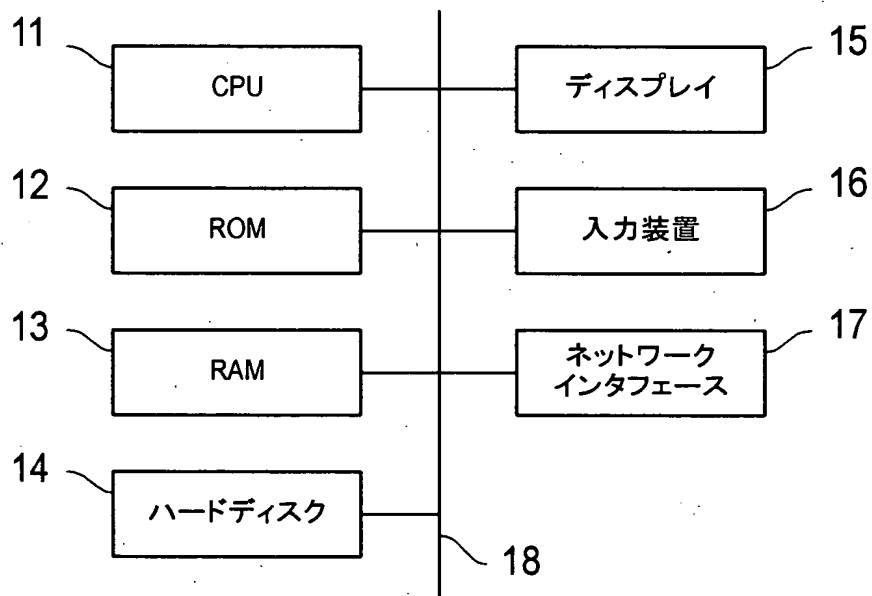 11
CPU
12
ROM
13
RAM
14
ハードディスク
15
ディスプレイ
16
入力装置
17
ネットワーク
インタフェース
18